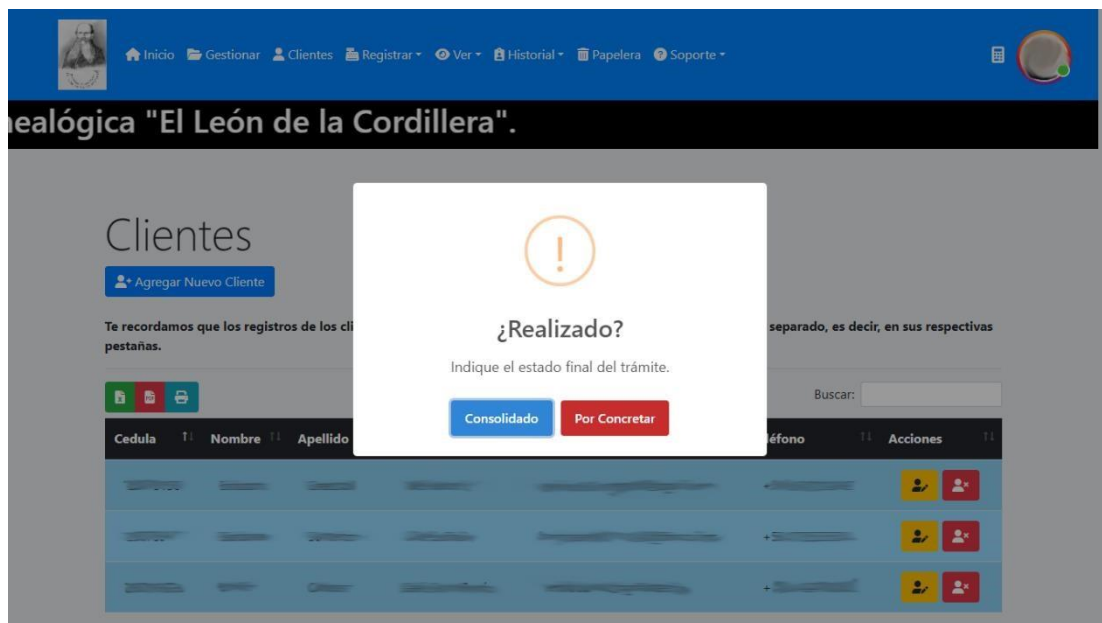 Inicio Gestionar Clientes Registrar Ver Historial Papelera Soporte
nealógica "El León de la Cordillera".
Clientes
Agregar Nuevo Cliente
Te recordamos que los registros de los cli separado, es decir, en sus respectivas
pestañas.
¿Realizado?
Indique el estado final del trámite.
Consolidado Por Concretar
Buscar:
Cedula Nombre Apellido léfono Acciones